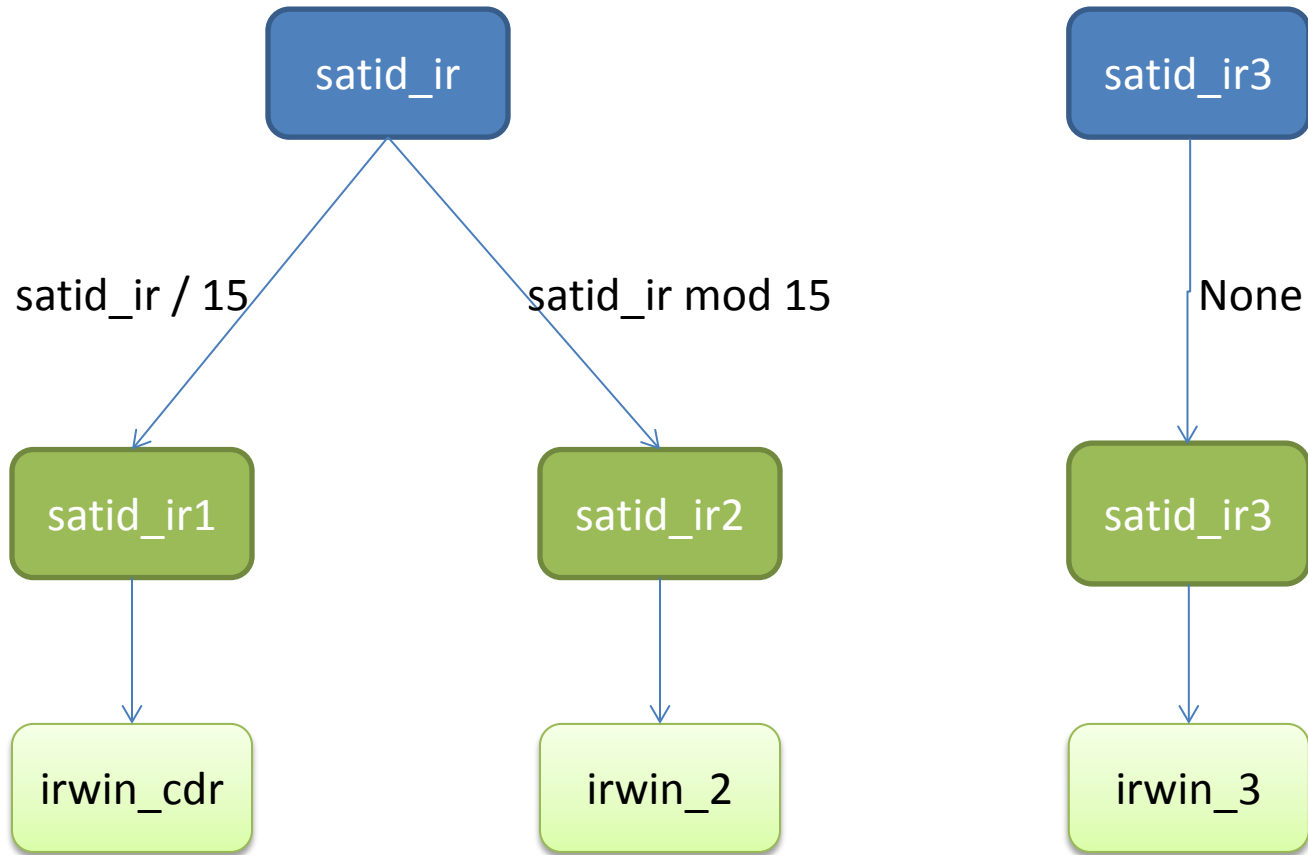 satid_ir
satid_ir3
satid_ir / 15
satid_ir mod 15
None
satid_ir1
satid_ir2
satid_ir3
irwin_cdr
irwin_2
irwin_3